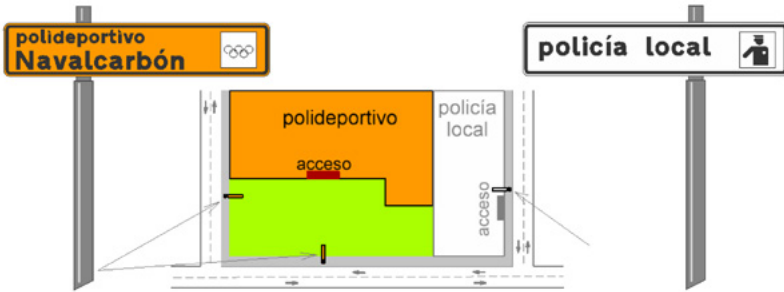 polideportivo
Navalcarbón
policía local
polideportivo
policía
local
acceso
acceso